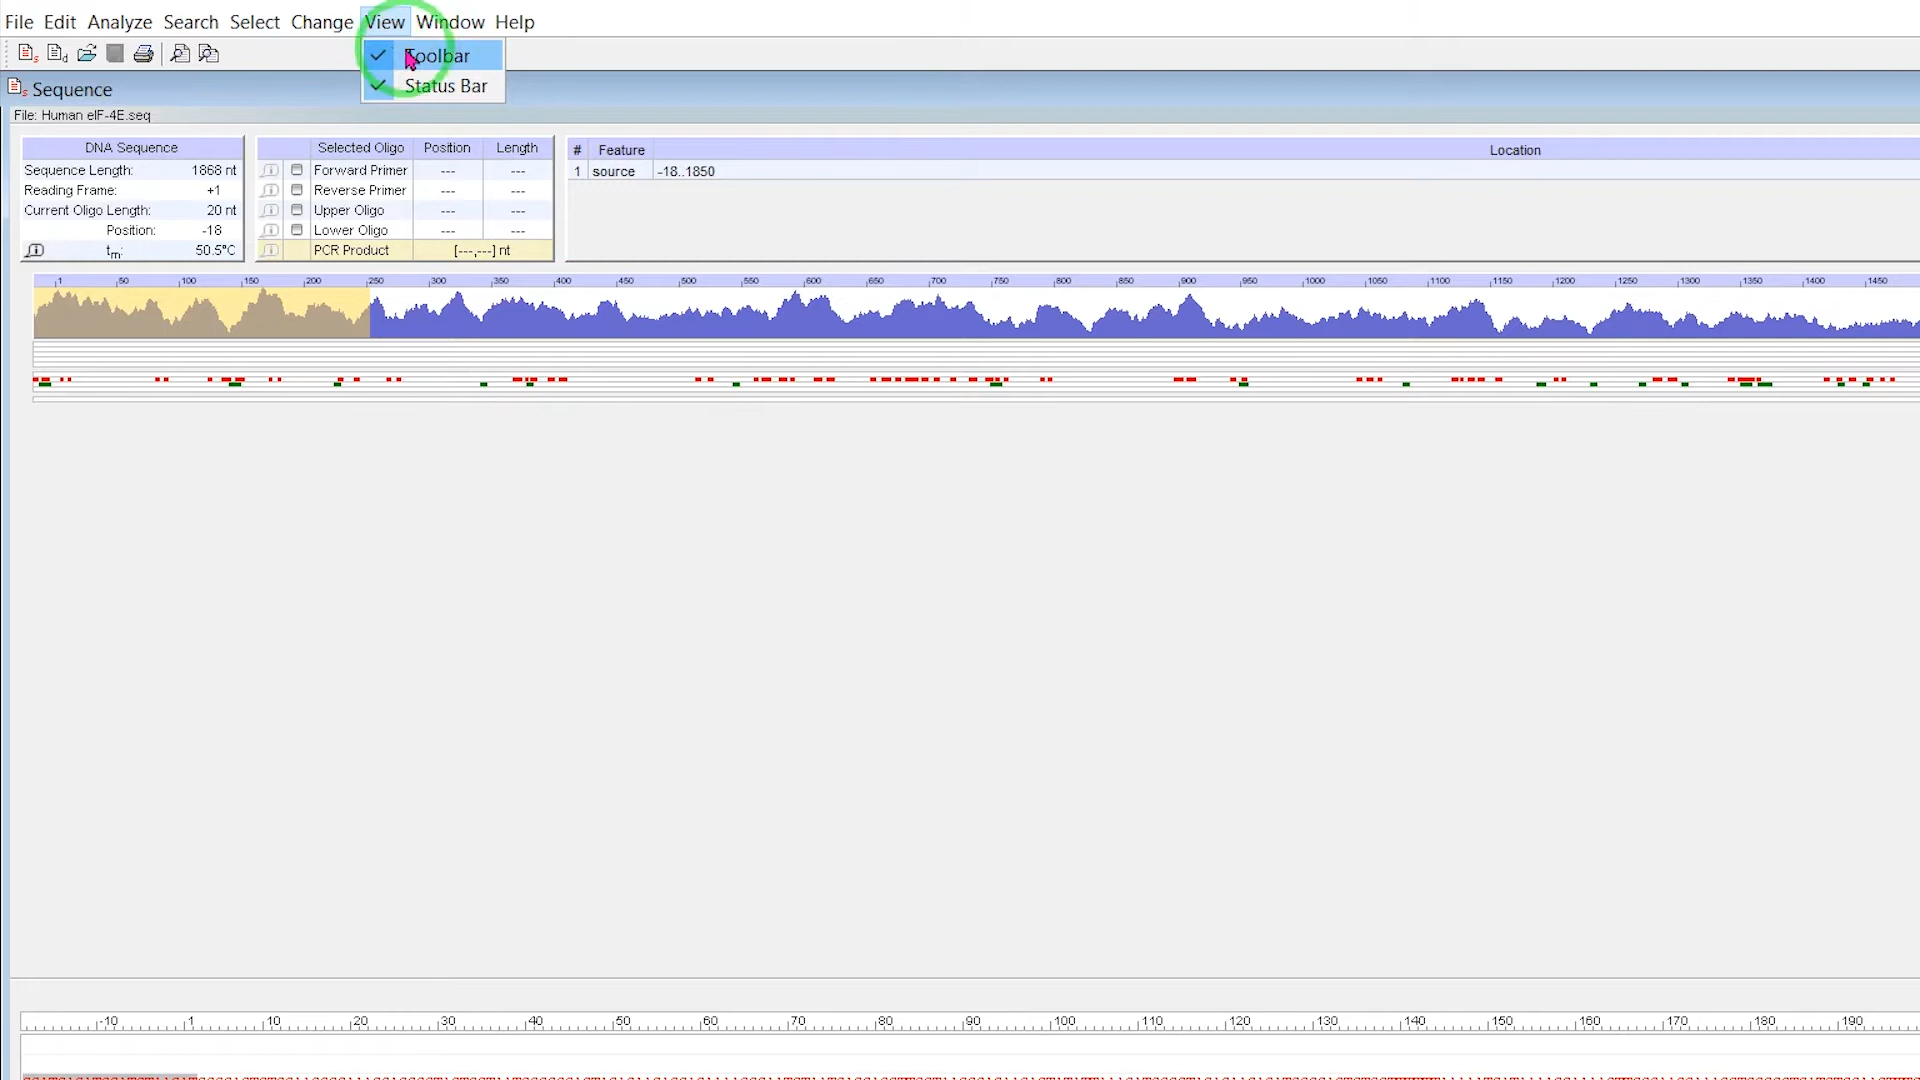 File Edit Analyze Search Select Change View Window Help
Toolbar
Status Bar
Sequence
File: Human eIF-4E.seq
DNA Sequence
Sequence Length: 1868 nt
Reading Frame: +1
Current Oligo Length: 20 nt
Position: -18
tm: 50.5°C
Selected Oligo Position Length
Forward Primer --- ---
Reverse Primer --- ---
Upper Oligo --- ---
Lower Oligo --- ---
PCR Product [---,---] nt
# Feature Location
1 source -18..1850
1 50 100 150 200 250 300 350 400 450 500 550 600 650 700 750 800 850 900 950 1000 1050 1100 1150 1200 1250 1300 1350 1400 1450
-10 1 10 20 30 40 50 60 70 80 90 100 110 120 130 140 150 160 170 180 190